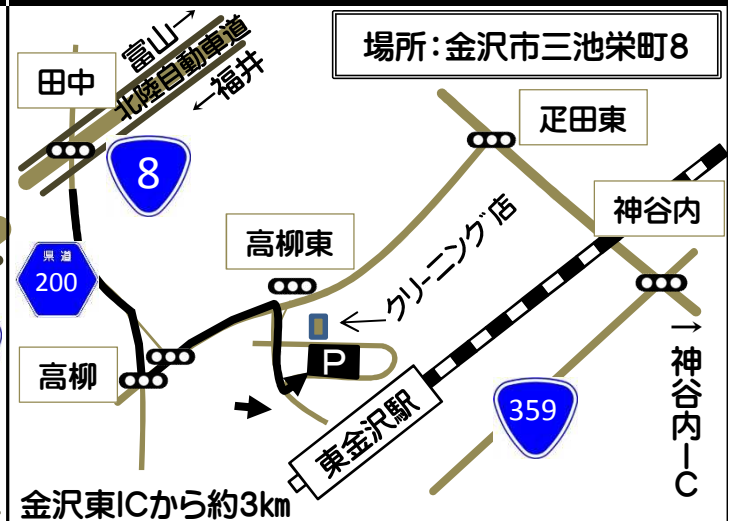 場所:金沢市三池栄町8
富山→
北陸自動車道
←福井
田中
8
疋田東
神谷内
県道
200
高柳東
クリーニング店
高柳
P
東金沢駅
359
→神谷内IC
金沢東ICから約3km